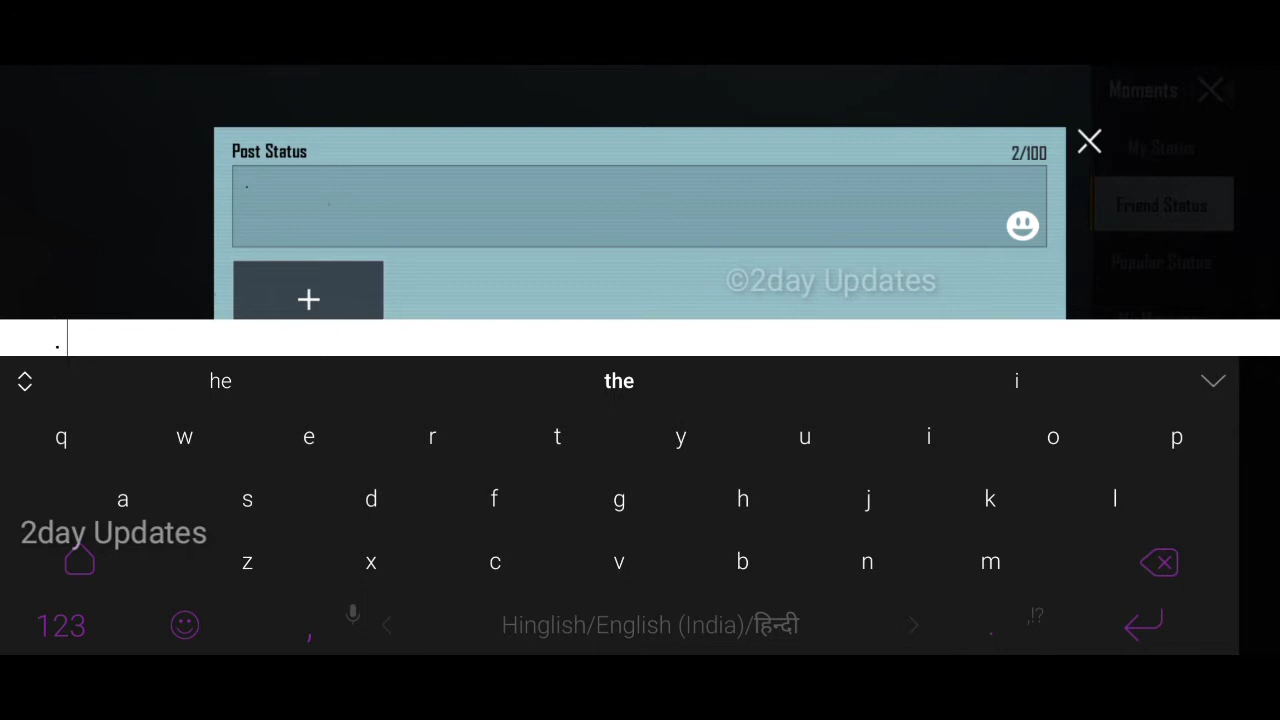 Moments
Post Status
2/100
My Status
.
Friend Status
Popular Status
©2day Updates
+
.
he the i
q w e r t y u i o p
a s d f g h j k l
2day Updates
z x c v b n m
123 , Hinglish/English (India)/हिन्दी . ,!?